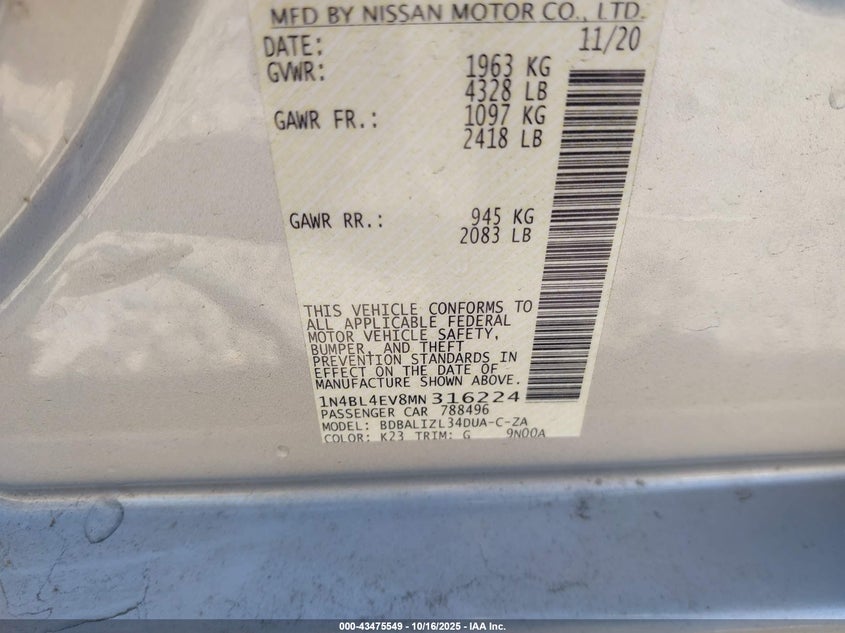 MFD BY NISSAN MOTOR CO., LTD.
DATE: 11/20
GVWR: 1963 KG
4328 LB
GAWR FR.: 1097 KG
2418 LB
GAWR RR.: 945 KG
2083 LB
THIS VEHICLE CONFORMS TO
ALL APPLICABLE FEDERAL
MOTOR VEHICLE SAFETY,
BUMPER, AND THEFT
PREVENTION STANDARDS IN
EFFECT ON THE DATE OF
MANUFACTURE SHOWN ABOVE.
1N4BL4EV8MN316224
PASSENGER CAR 788496
MODEL: BDBALIZL34DUA-C-ZA
COLOR: K23 TRIM: G 9N00A
000-43475549 - 10/16/2025 - IAA Inc.